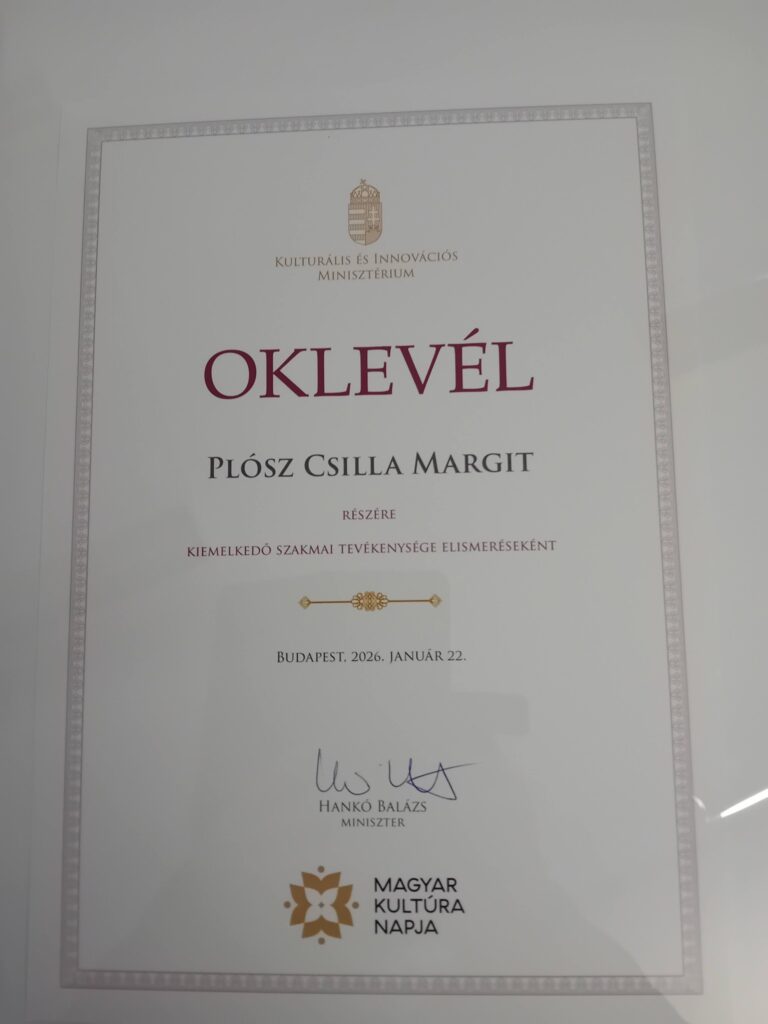 KULTURÁLIS ÉS INNOVÁCIÓS
MINISZTÉRIUM
OKLEVÉL
PLÓSZ CSILLA MARGIT
RÉSZÉRE
KIEMELKEDŐ SZAKMAI TEVÉKENYSÉGE ELISMERÉSEKÉNT
BUDAPEST, 2026. JANUÁR 22.
HANKÓ BALÁZS
MINISZTER
MAGYAR
KULTÚRA
NAPJA